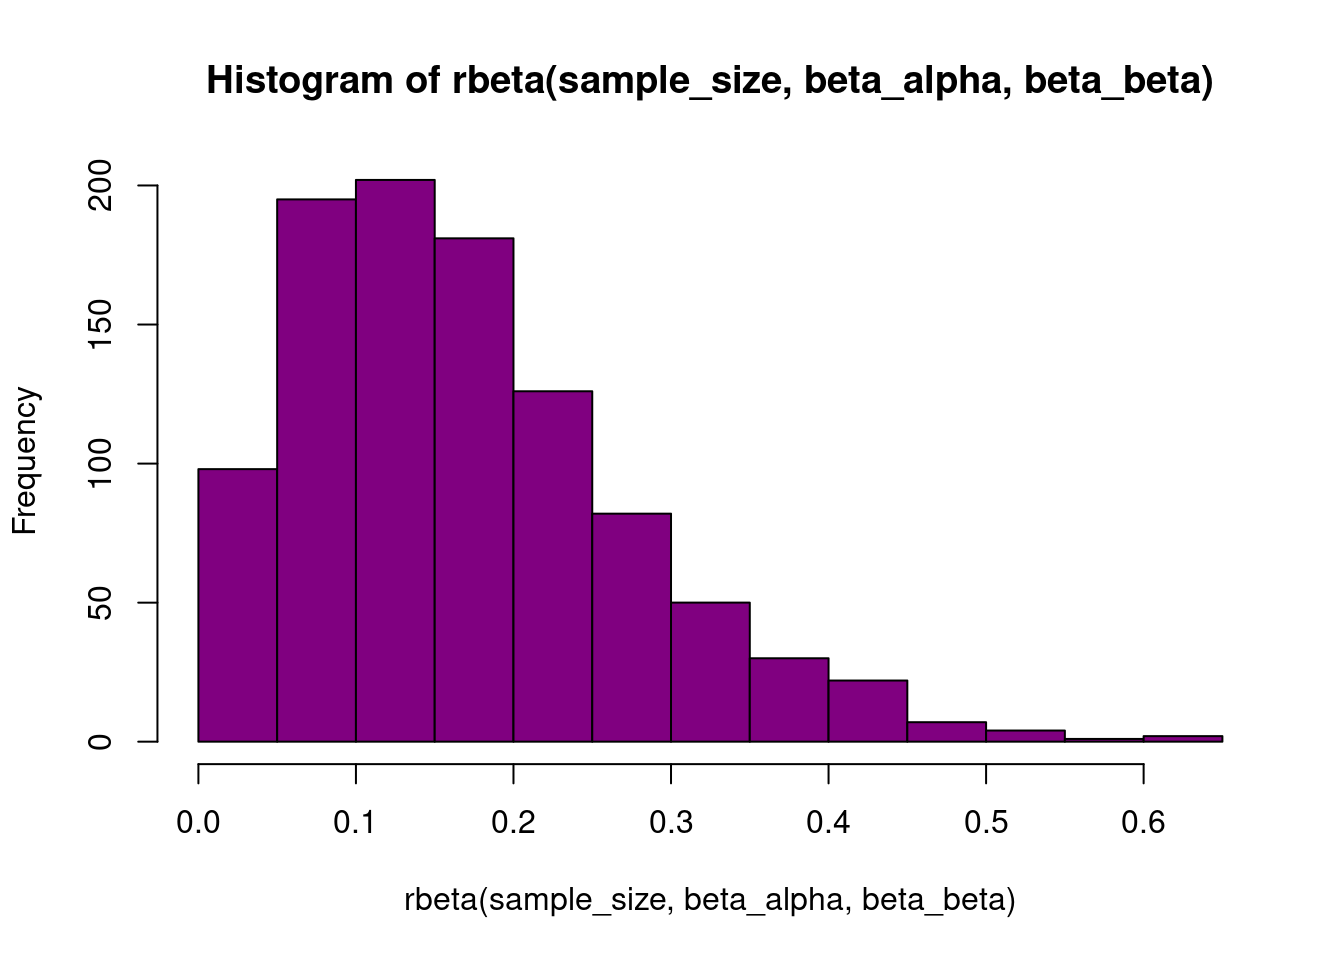 Histogram of rbeta(sample_size, beta_alpha, beta_beta)
200
150
100
50
0
Frequency
0.0 0.1 0.2 0.3 0.4 0.5 0.6
rbeta(sample_size, beta_alpha, beta_beta)